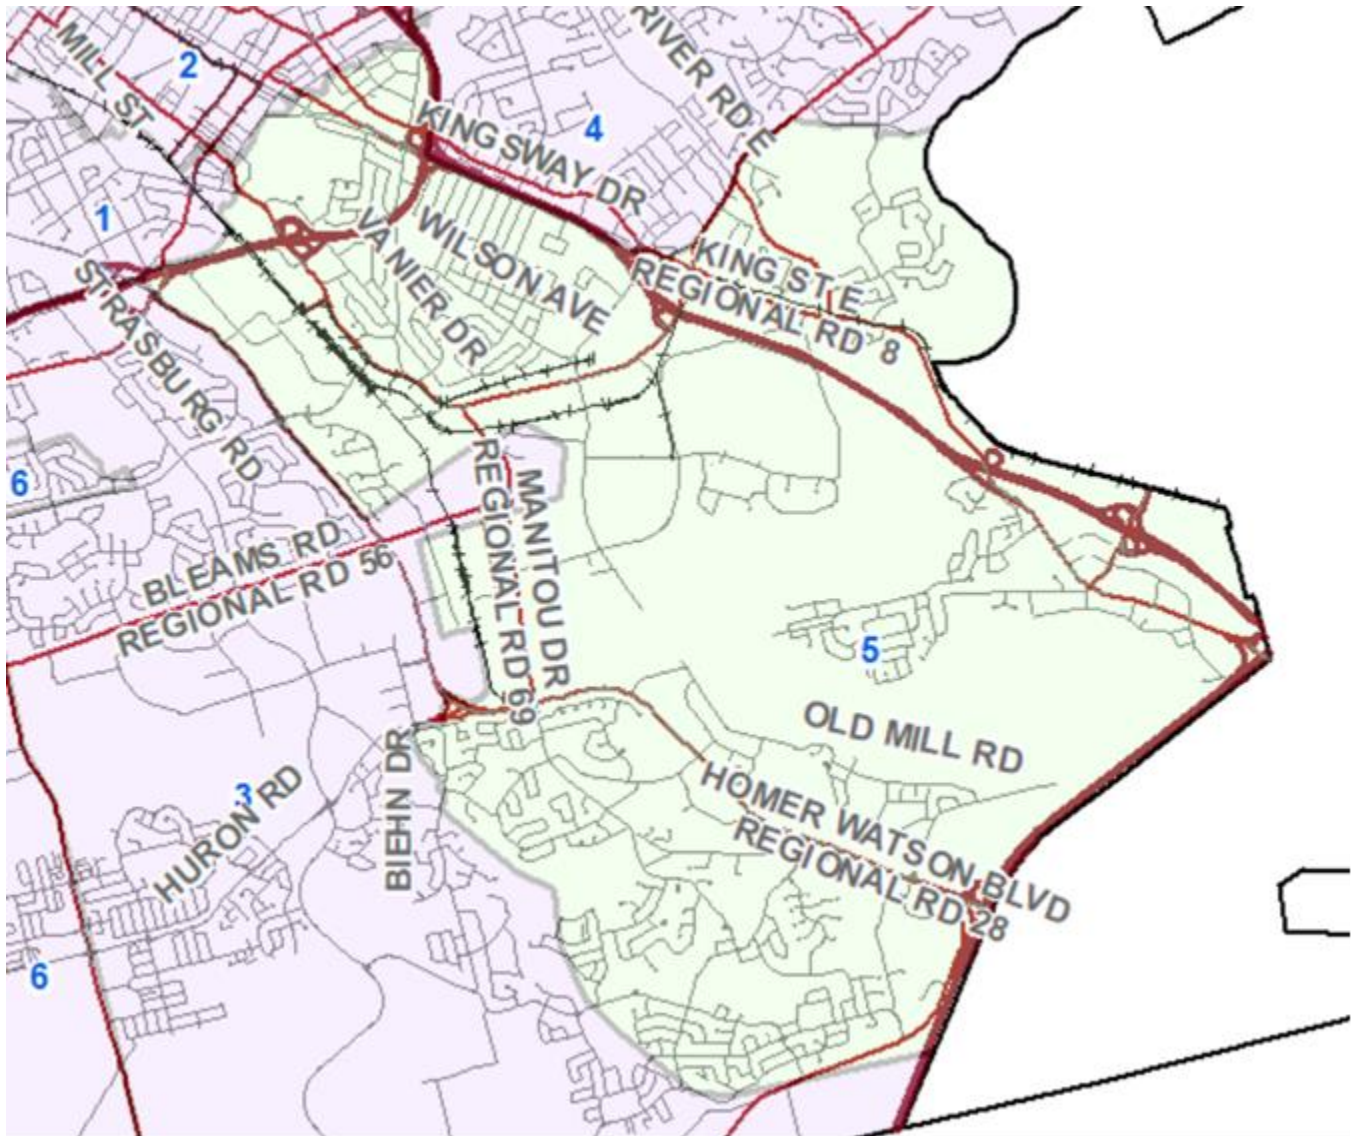 MILL ST
2
RIVER RD E
4
KINGSWAY DR
1
WILSON AVE
VANIER DR
KING ST E
REGIONAL RD 8
STRASBURG RD
6
MANITOU DR
REGIONAL RD 69
BLEAMS RD
REGIONAL RD 56
5
OLD MILL RD
BIEHN DR
3
HURON RD
HOMER WATSON BLVD
REGIONAL RD 28
6